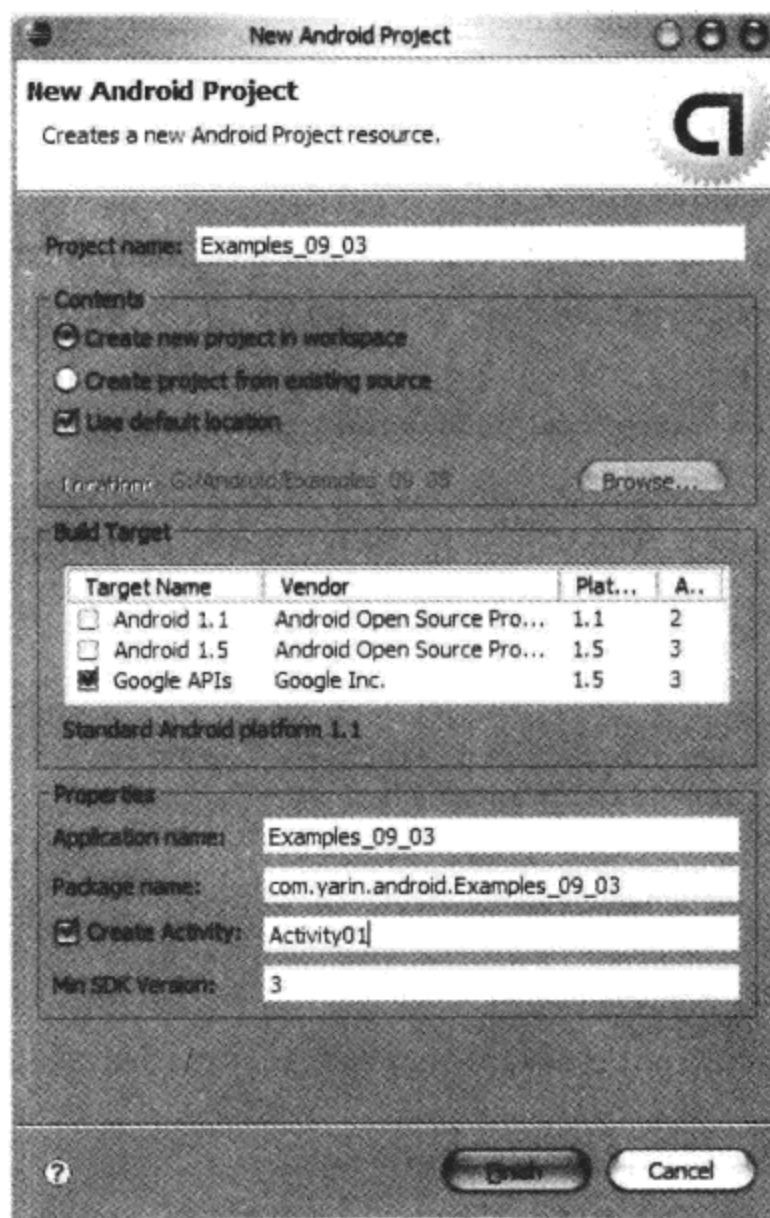 New Android Project
New Android Project
Creates a new Android Project resource.
Project name: Examples_09_03
Contents
Create new project in workspace
Create project from existing source
Use default location
Location: G:/Android/Examples_09_03 Browse...
Build Target
Target Name Vendor Plat... A..
Android 1.1 Android Open Source Pro... 1.1 2
Android 1.5 Android Open Source Pro... 1.5 3
Google APIs Google Inc. 1.5 3
Standard Android platform 1.1
Properties
Application name: Examples_09_03
Package name: com.yarin.android.Examples_09_03
Create Activity: Activity01
Min SDK Version: 3
? Finish Cancel